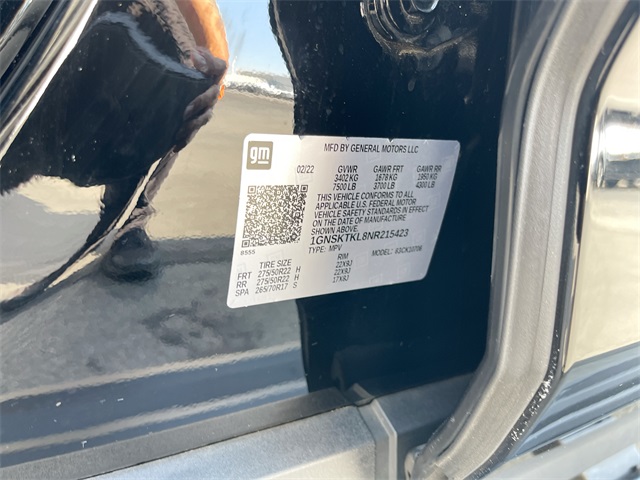 gm
MFD BY GENERAL MOTORS LLC
02/22 GVWR GAWR FRT GAWR RR
3402 KG 1678 KG 1950 KG
7500 LB 3700 LB 4300 LB
THIS VEHICLE CONFORMS TO ALL
APPLICABLE U.S. FEDERAL MOTOR
VEHICLE SAFETY STANDARDS IN EFFECT
ON THE DATE OF MANUFACTURE
SHOWN ABOVE.
8555 1GNSKTKL8NR215423
TYPE: MPV MODEL:
TIRE SIZE RIM
FRT 275/50R22 H 22X9J
RR 275/50R22 H 22X9J
SPA 265/70R17 S 17X8J